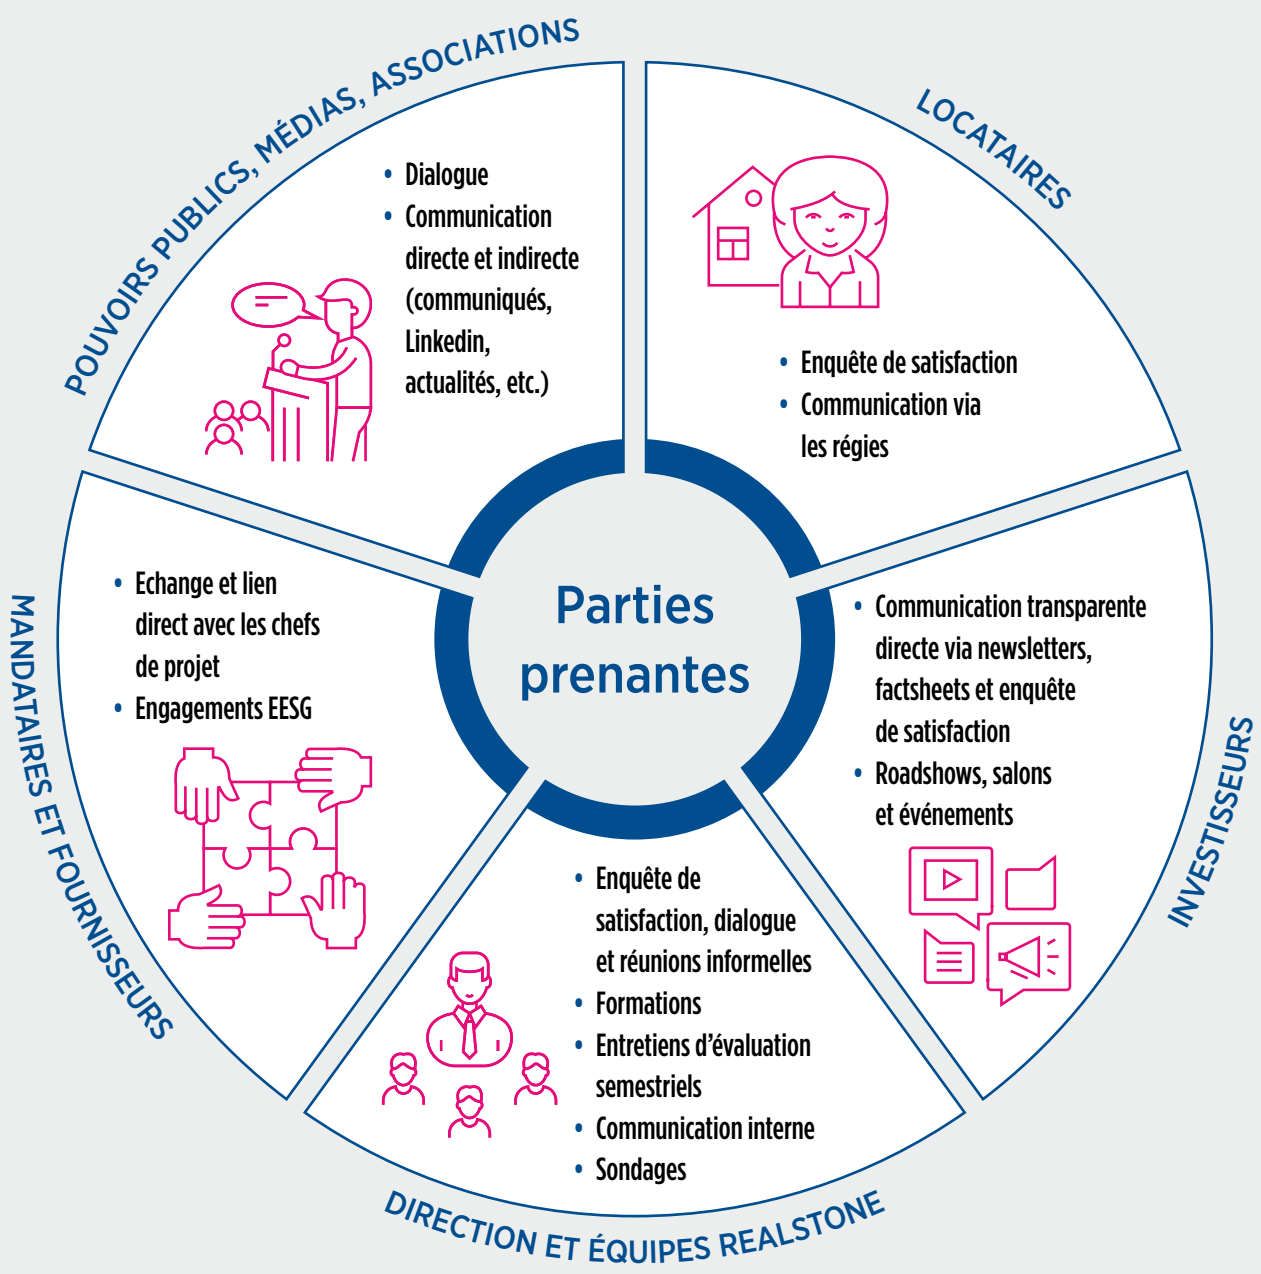 POUVOIRS PUBLICS, MÉDIAS, ASSOCIATIONS
• Dialogue
• Communication
directe et indirecte
(communiqués,
Linkedin,
actualités, etc.)
LOCATAIRES
• Enquête de satisfaction
• Communication via
les régies
Parties
prenantes
INVESTISSEURS
• Communication transparente
directe via newsletters,
factsheets et enquête
de satisfaction
• Roadshows, salons
et événements
DIRECTION ET ÉQUIPES REALSTONE
• Enquête de
satisfaction, dialogue
et réunions informelles
• Formations
• Entretiens d’évaluation
semestriels
• Communication interne
• Sondages
MANDATAIRES ET FOURNISSEURS
• Echange et lien
direct avec les chefs
de projet
• Engagements EESG